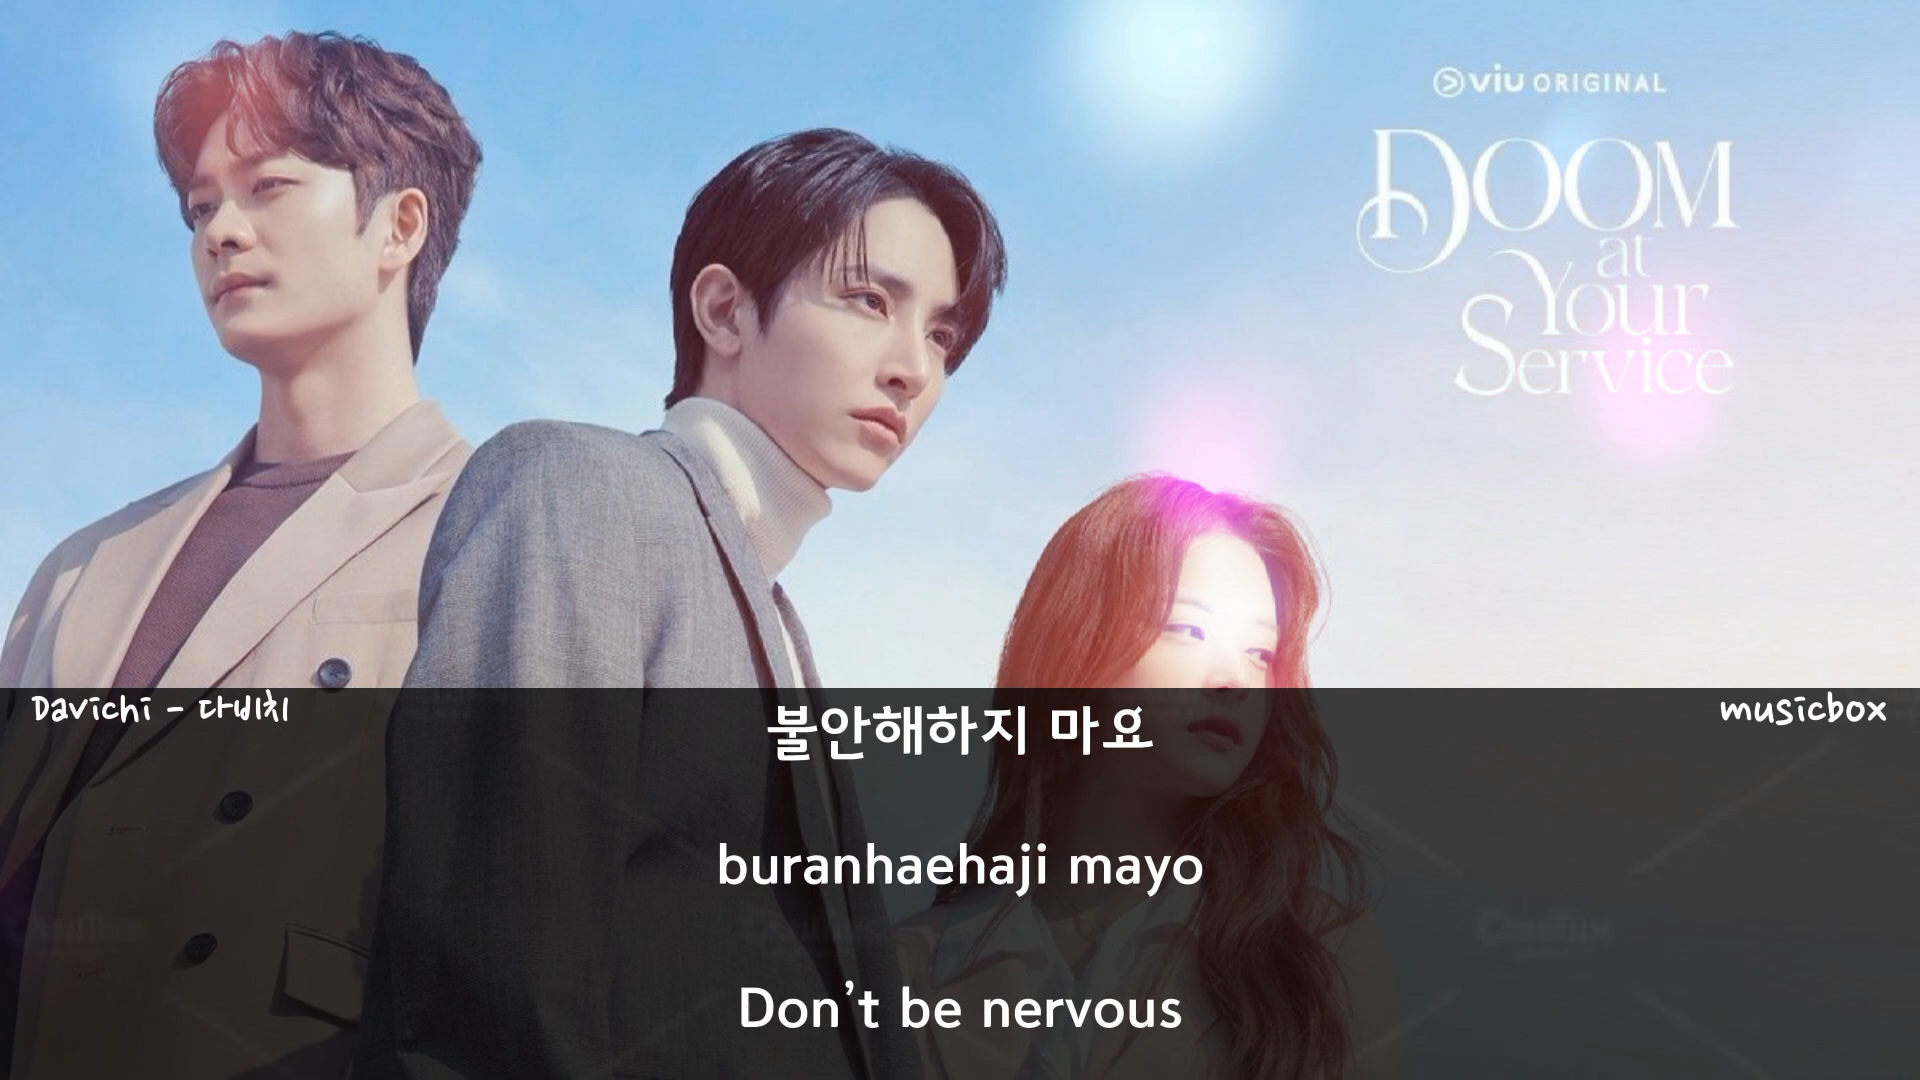 viu ORIGINAL
DOOM
at
Your
Service
Davichi - 다비치
musicbox
불안해하지 마요
buranhaehaji mayo
Don't be nervous